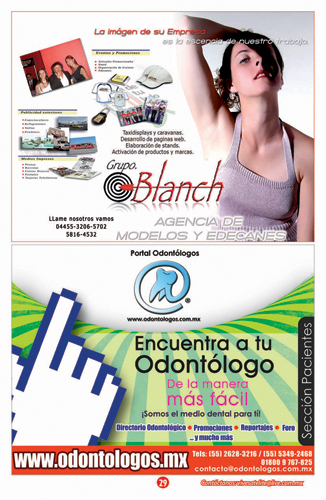 La imágen de su Empresa
es la escencia de nuestro trabajo.
Eventos y Promociones
Publicidad exteriores
Medios Impresos
Taxidisplays y caravanas.
Desarrollo de paginas web.
Elaboración de stands.
Activación de productos y marcas.
Grupo.
Blanch
AGENCIA DE
MODELOS Y EDECANES
LLame nosotros vamos
04455-3206-5702
5816-4532
Portal Odontólogos
www.odontologos.com.mx
Encuentra a tu
Odontólogo
De la manera
más fácil
¡Somos el medio dental para ti!
Directorio Odontológico • Promociones • Reportajes • Foro
... y mucho más
Sección Pacientes
www.odontologos.mx
Tels: (55) 2628-3216 / (55) 5349-2468
01800 9 767-825
contacto@odontologos.com.mx
29